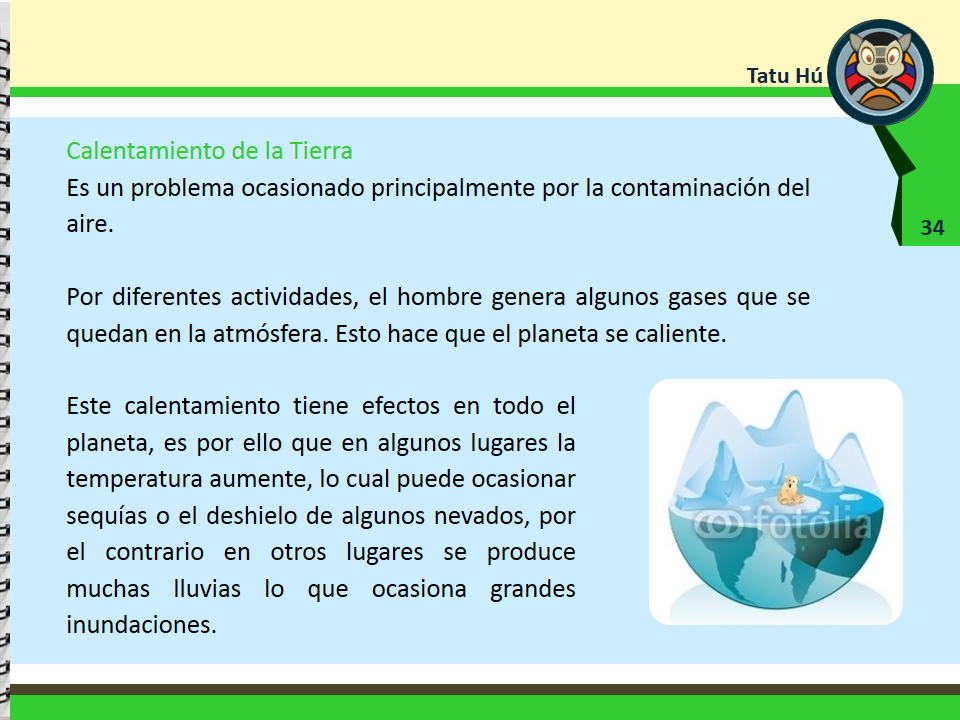 Tatu Hú
34
Calentamiento de la Tierra
Es un problema ocasionado principalmente por la contaminación del
aire.
Por diferentes actividades, el hombre genera algunos gases que se
quedan en la atmósfera. Esto hace que el planeta se caliente.
Este calentamiento tiene efectos en todo el
planeta, es por ello que en algunos lugares la
temperatura aumente, lo cual puede ocasionar
sequías o el deshielo de algunos nevados, por
el contrario en otros lugares se produce
muchas lluvias lo que ocasiona grandes
inundaciones.
fotolia